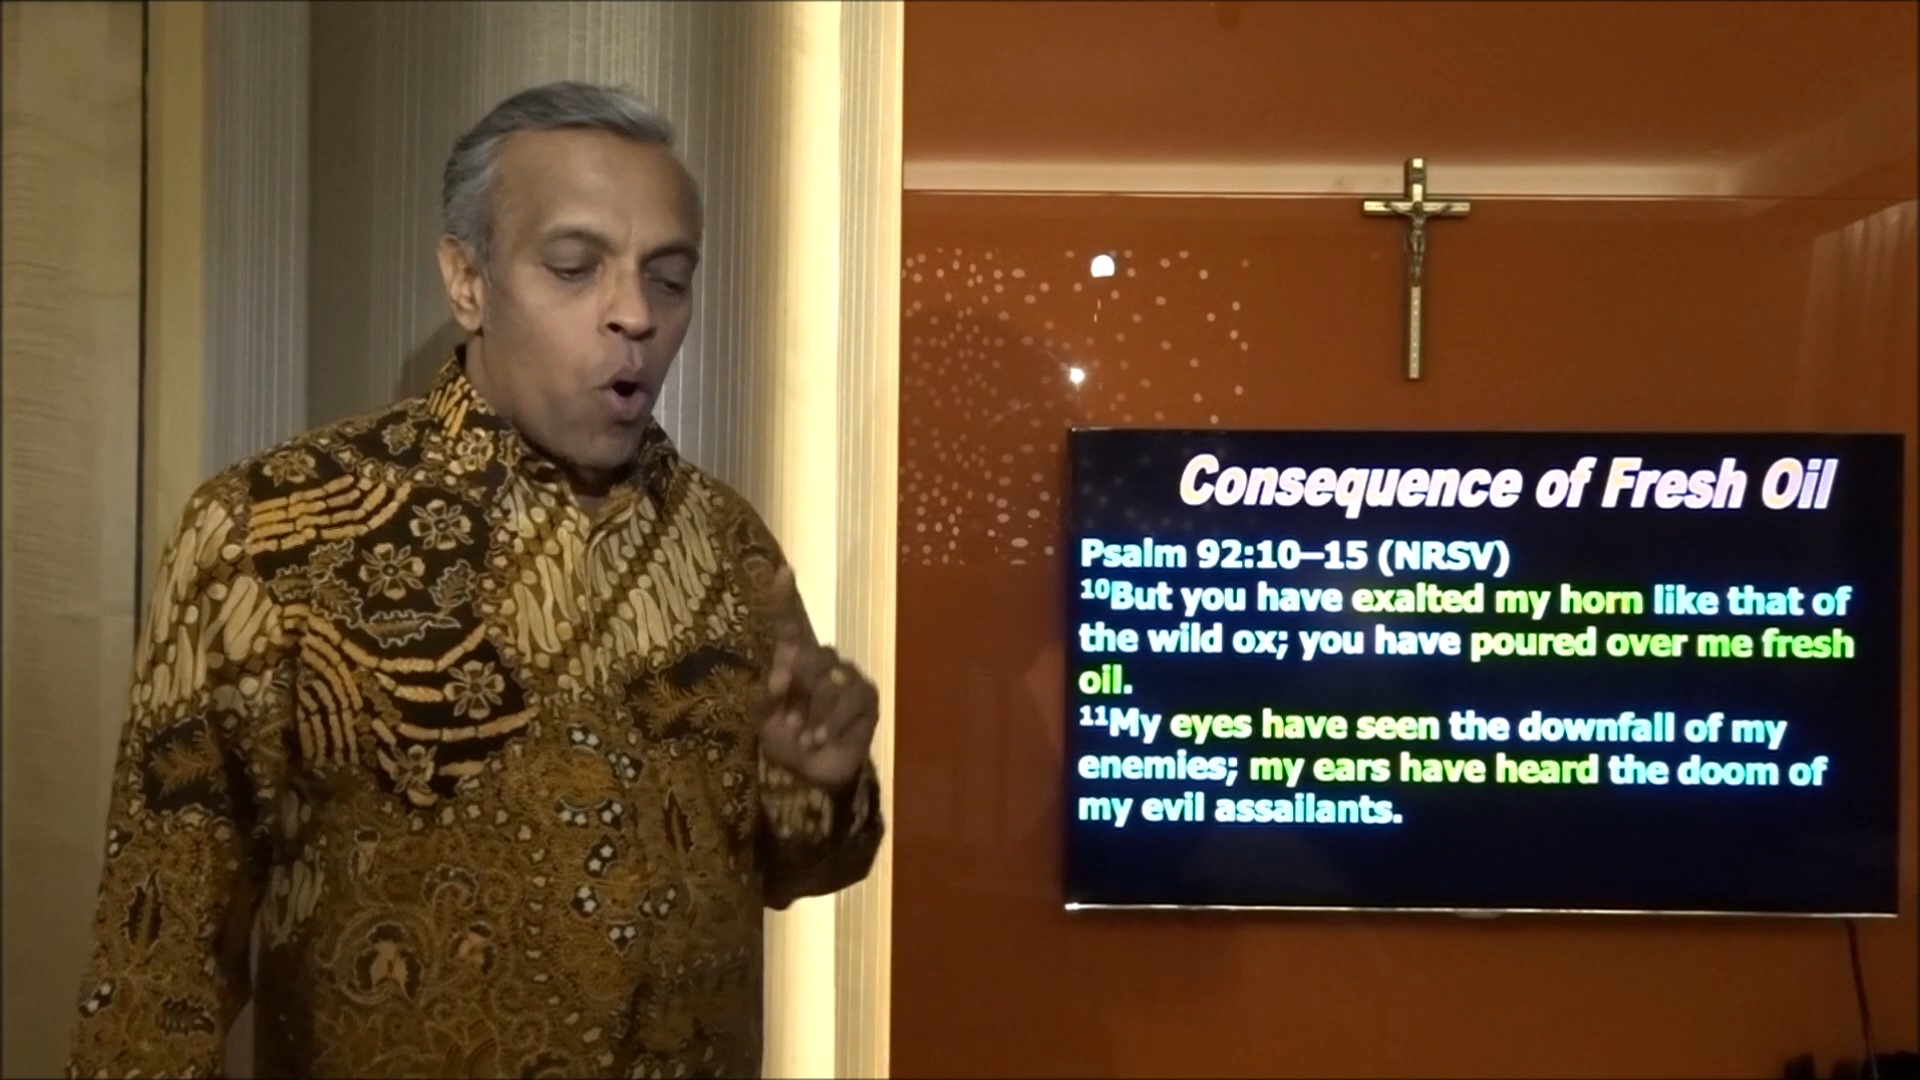 Consequence of Fresh Oil
Psalm 92:10–15 (NRSV)
¹⁰But you have exalted my horn like that of
the wild ox; you have poured over me fresh
oil.
¹¹My eyes have seen the downfall of my
enemies; my ears have heard the doom of
my evil assailants.